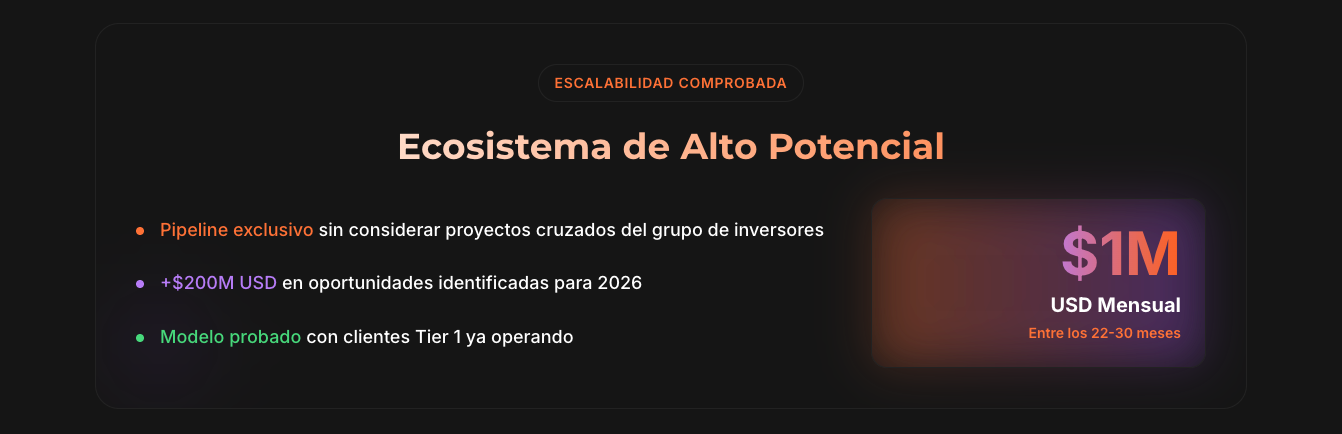 ESCALABILIDAD COMPROBADA
Ecosistema de Alto Potencial
Pipeline exclusivo sin considerar proyectos cruzados del grupo de inversores
+$200M USD en oportunidades identificadas para 2026
Modelo probado con clientes Tier 1 ya operando
$1M
USD Mensual
Entre los 22-30 meses